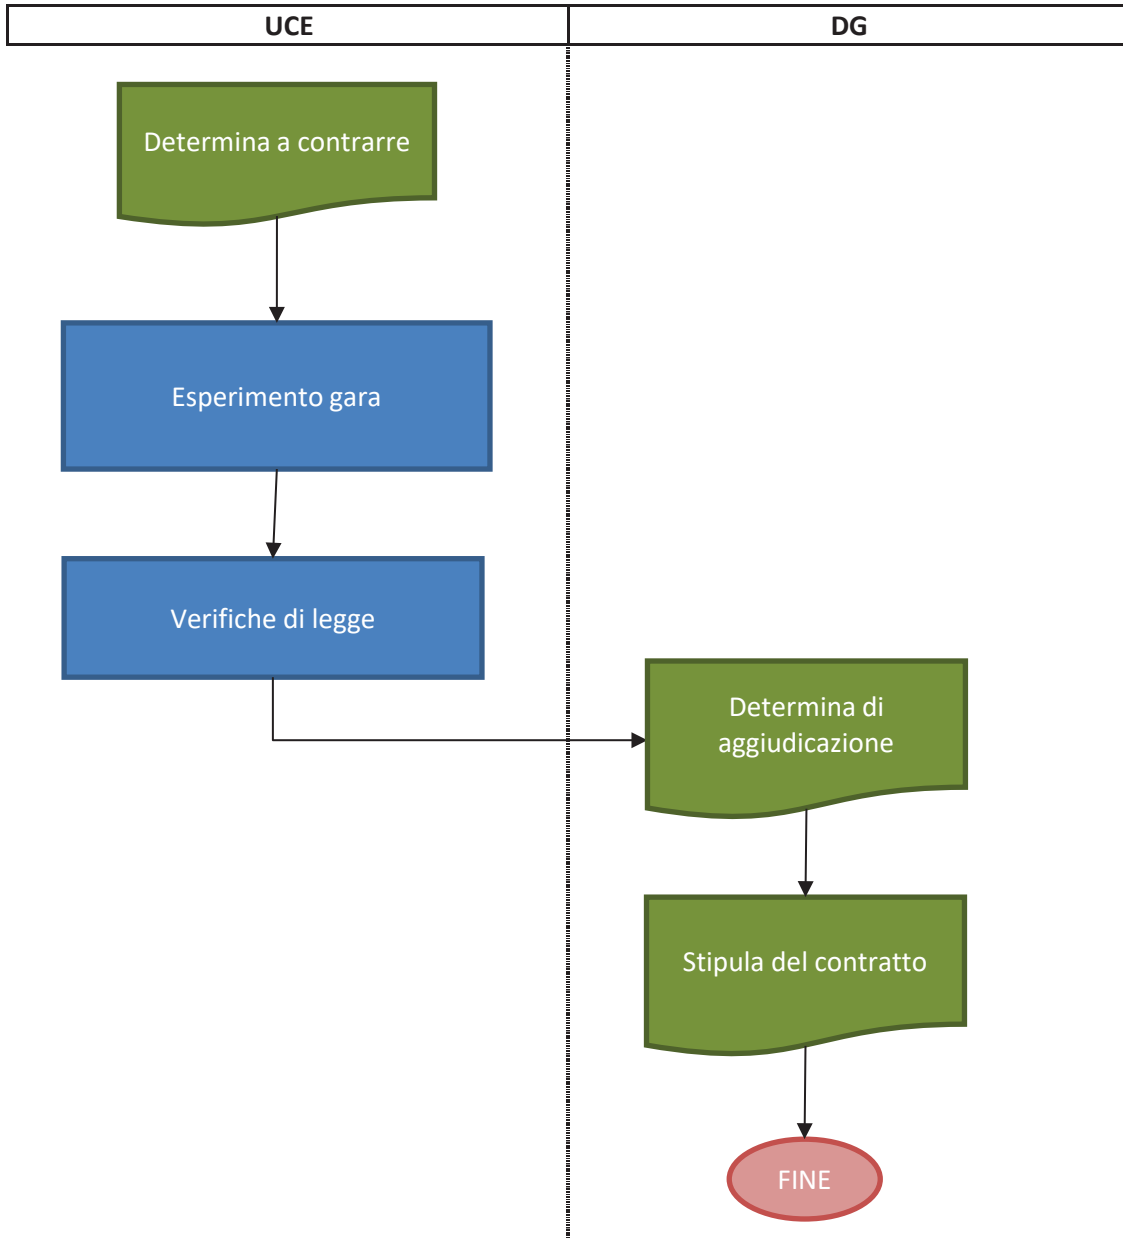 UCE
DG
Determina a contrarre
Esperimento gara
Verifiche di legge
Determina di
aggiudicazione
Stipula del contratto
FINE